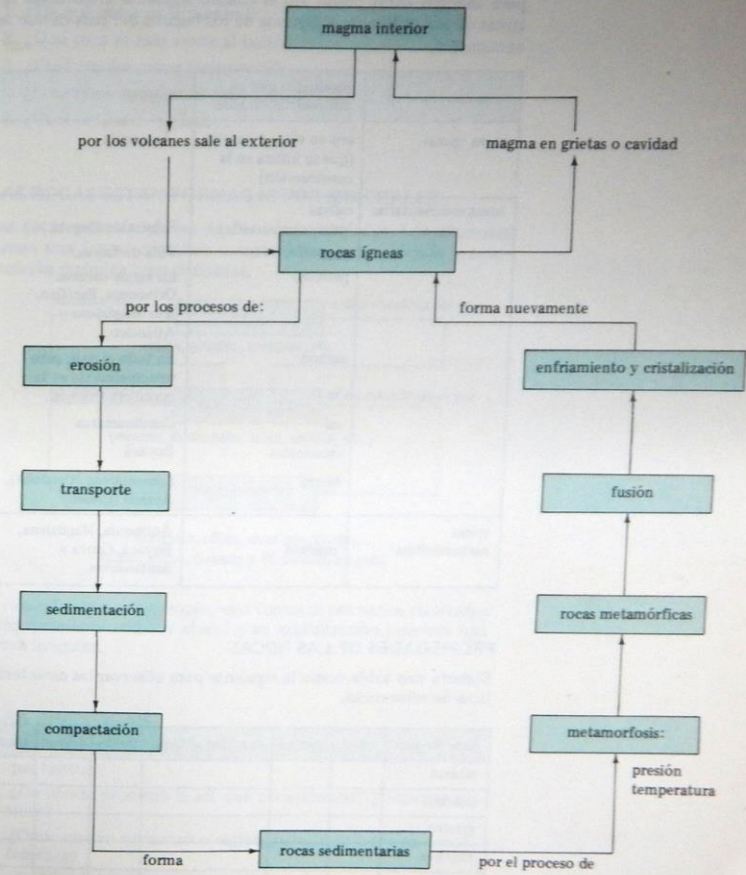 magma interior
por los volcanes sale al exterior
magma en grietas o cavidad
rocas ígneas
por los procesos de:
forma nuevamente
erosión
enfriamiento y cristalización
transporte
fusión
sedimentación
rocas metamórficas
compactación
metamorfosis:
presión
temperatura
forma
rocas sedimentarias
por el proceso de